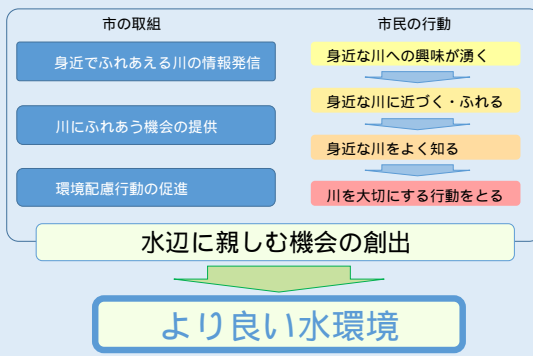 市の取組
身近でふれあえる川の情報発信
川にふれあう機会の提供
環境配慮行動の促進
市民の行動
身近な川への興味が湧く
身近な川に近づく・ふれる
身近な川をよく知る
川を大切にする行動をとる
水辺に親しむ機会の創出
より良い水環境